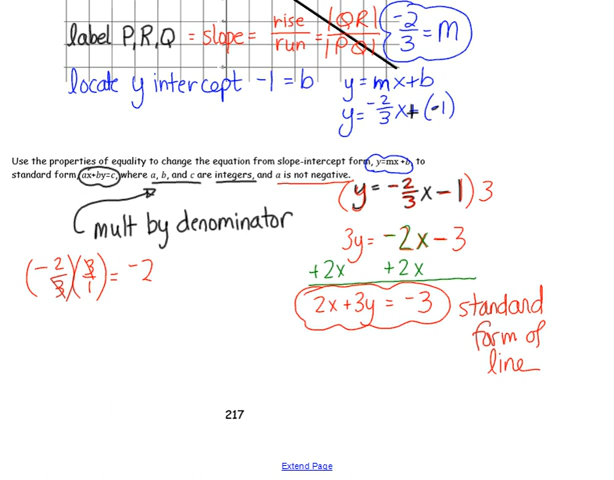 label P,R,Q = slope = rise/run = |QR|/|PQ| -2/3 = m
locate y intercept -1 = b y = mx+b
y = -2/3 x + (-1)
Use the properties of equality to change the equation from slope-intercept form, y=mx +b, to
standard form (ax+by=c, where a, b, and c are integers, and a is not negative.
(y = -2/3 x - 1) 3
mult by denominator
3y = -2x - 3
+2x +2x
(-2/3)(3/1) = -2
2x + 3y = -3
standard
form of
line
217
Extend Page